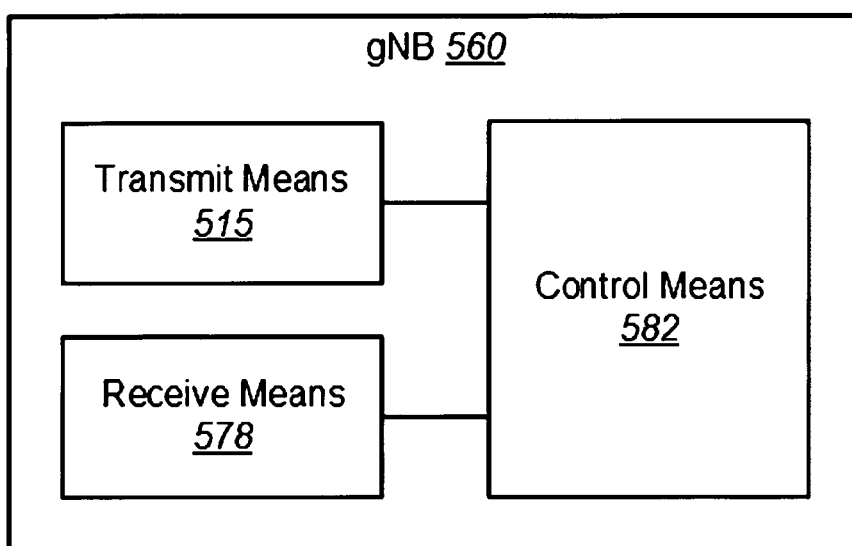 gNB 560
Transmit Means
515
Control Means
582
Receive Means
578